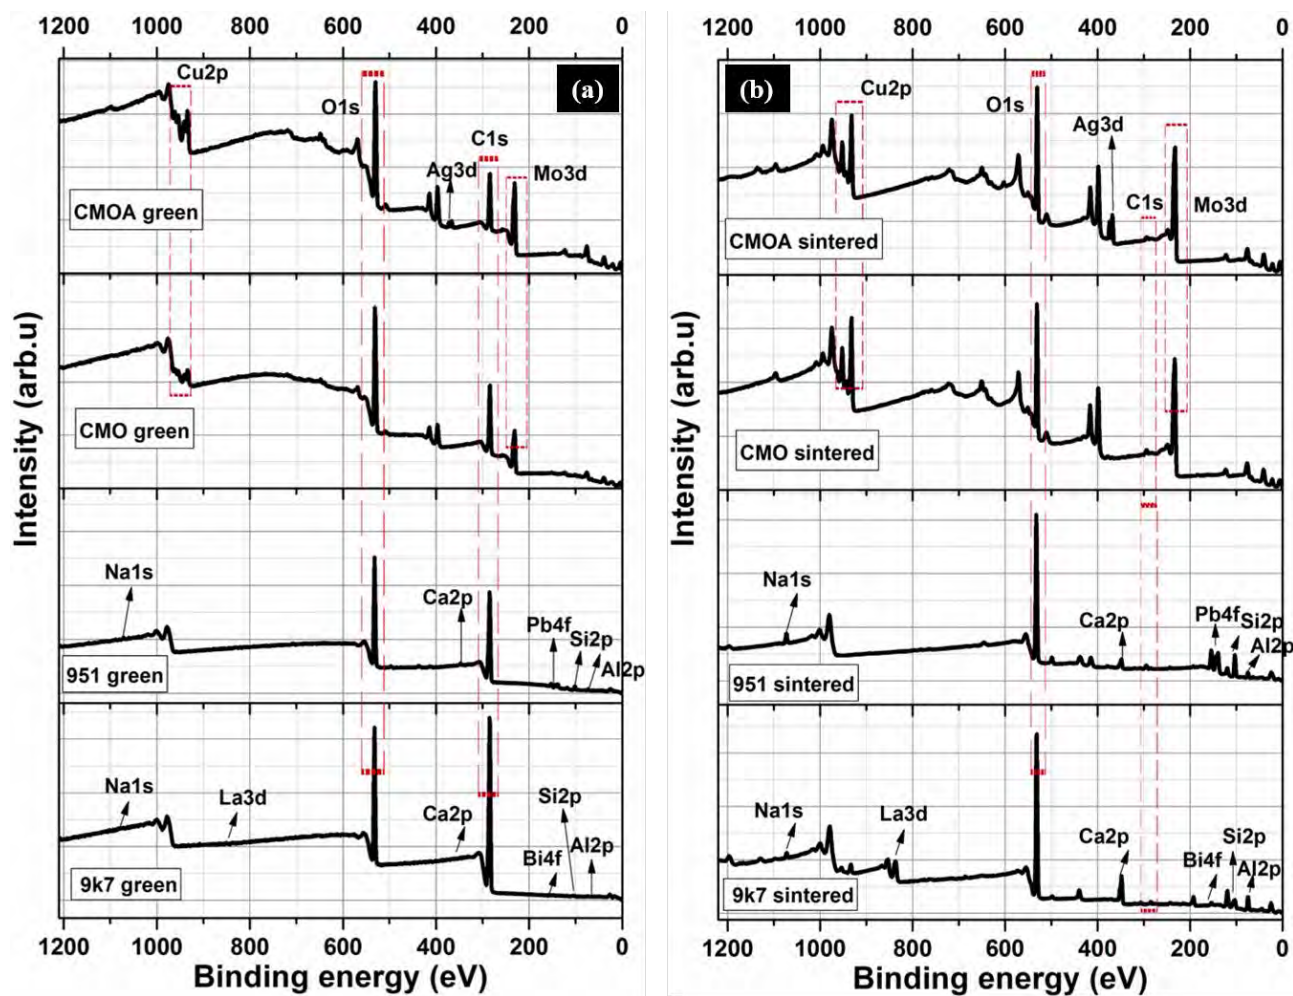 1200 1000 800 600 400 200 0
(a)
Cu2p
O1s
C1s
Ag3d
Mo3d
CMOA green
CMO green
Na1s
Ca2p
Pb4f
Si2p
Al2p
951 green
Na1s
La3d
Ca2p
Si2p
Bi4f
Al2p
9k7 green
1200 1000 800 600 400 200 0
Binding energy (eV)
Intensity (arb.u)
1200 1000 800 600 400 200 0
(b)
Cu2p
O1s
Ag3d
C1s
Mo3d
CMOA sintered
CMO sintered
Na1s
Ca2p
Pb4f
Si2p
Al2p
951 sintered
Na1s
La3d
Ca2p
Si2p
Bi4f
Al2p
9k7 sintered
1200 1000 800 600 400 200 0
Binding energy (eV)
Intensity (arb.u)